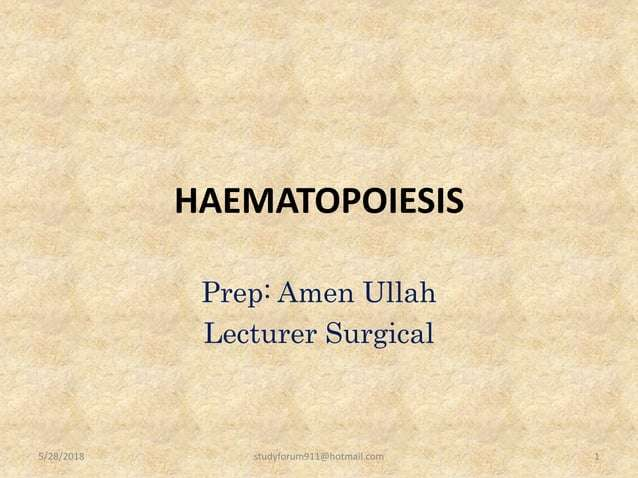 HAEMATOPOIESIS
Prep: Amen Ullah
Lecturer Surgical
5/28/2018 studyforum911@hotmail.com 1